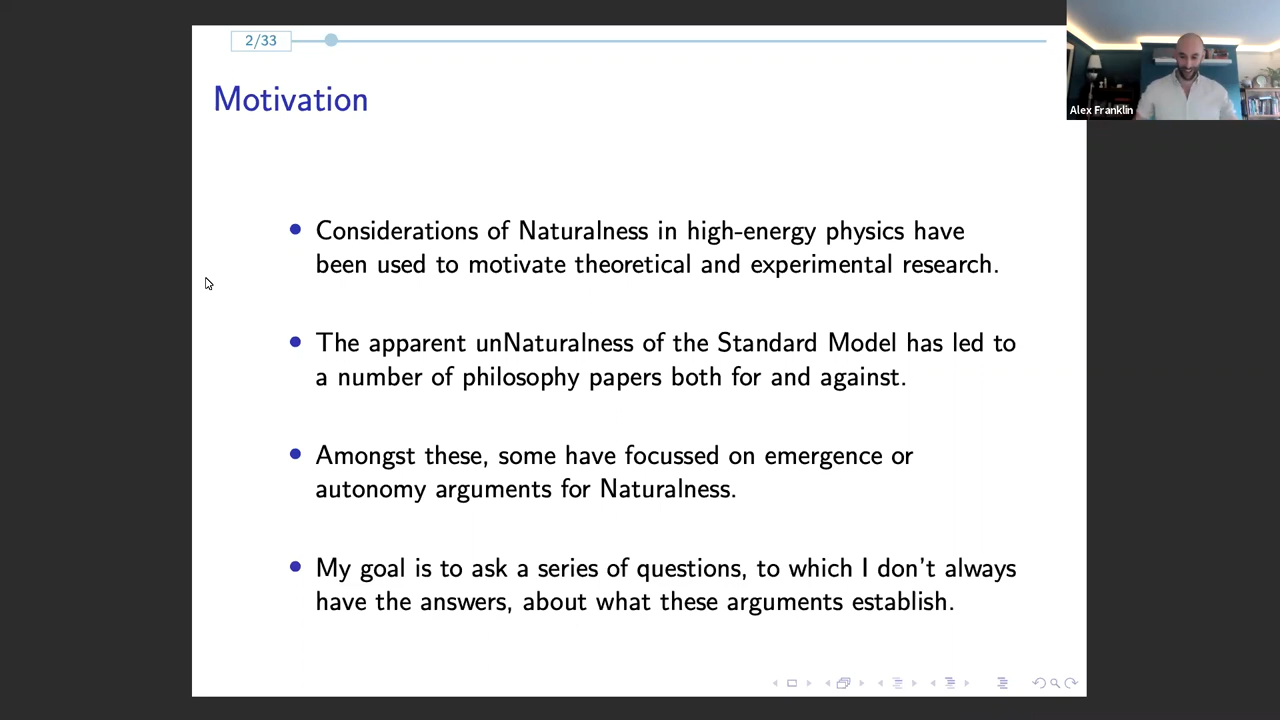 2/33
Alex Franklin
Motivation
Considerations of Naturalness in high-energy physics have
been used to motivate theoretical and experimental research.
The apparent unNaturalness of the Standard Model has led to
a number of philosophy papers both for and against.
Amongst these, some have focussed on emergence or
autonomy arguments for Naturalness.
My goal is to ask a series of questions, to which I don't always
have the answers, about what these arguments establish.